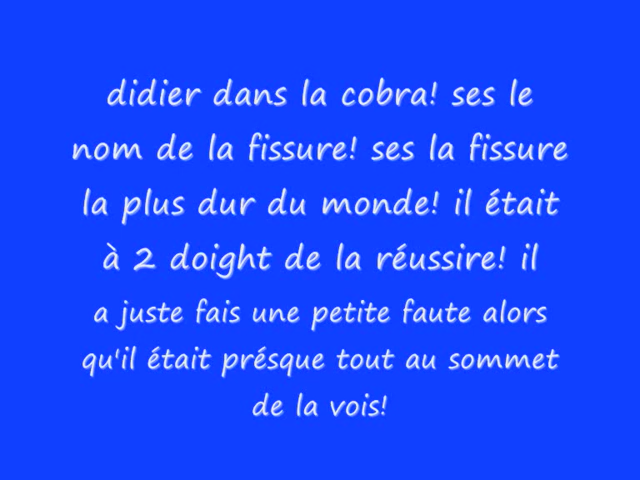 didier dans la cobra! ses le
nom de la fissure! ses la fissure
la plus dur du monde! il était
à 2 doight de la réussire! il
a juste fais une petite faute alors
qu'il était présque tout au sommet
de la vois!